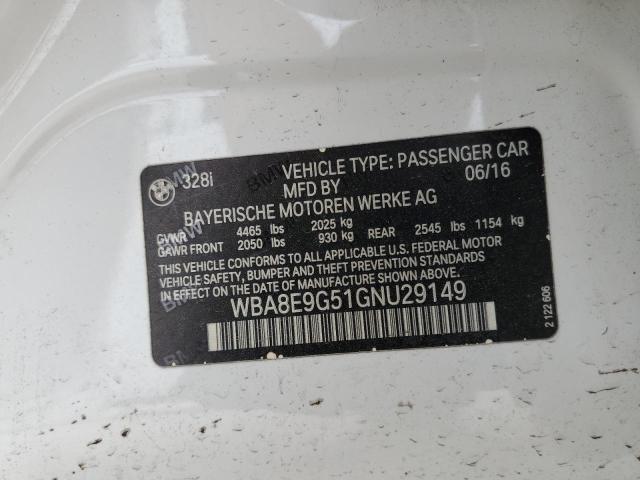 BMW 328i VEHICLE TYPE: PASSENGER CAR
MFD BY 06/16
BAYERISCHE MOTOREN WERKE AG
GVWR 4465 lbs 2025 kg
GAWR FRONT 2050 lbs 930 kg REAR 2545 lbs 1154 kg
THIS VEHICLE CONFORMS TO ALL APPLICABLE U.S. FEDERAL MOTOR
VEHICLE SAFETY, BUMPER AND THEFT PREVENTION STANDARDS
IN EFFECT ON THE DATE OF MANUFACTURE SHOWN ABOVE.
WBA8E9G51GNU29149
2 122 606